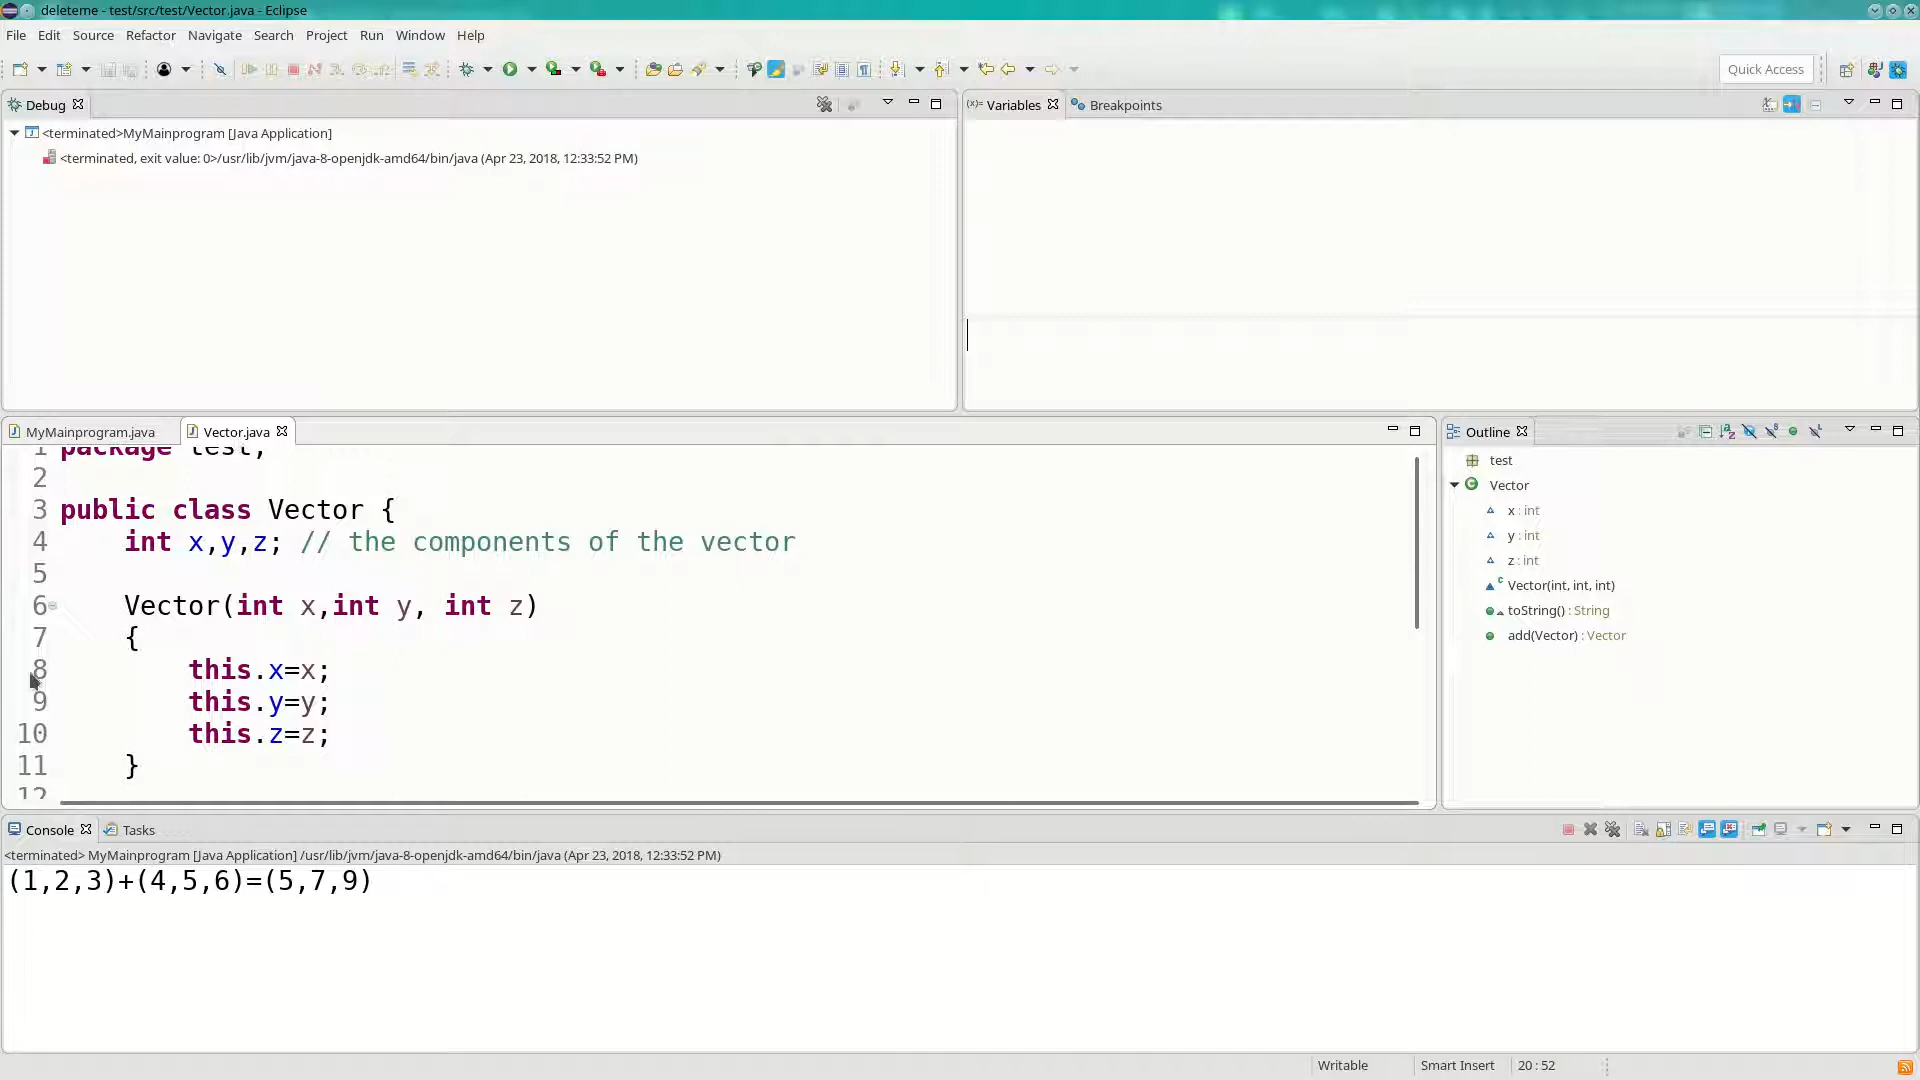 deleteme - test/src/test/Vector.java - Eclipse
File Edit Source Refactor Navigate Search Project Run Window Help
Quick Access
Debug
(x)= Variables Breakpoints
<terminated>MyMainprogram [Java Application]
<terminated, exit value: 0>/usr/lib/jvm/java-8-openjdk-amd64/bin/java (Apr 23, 2018, 12:33:52 PM)
MyMainprogram.java Vector.java
1 package test;
2
3 public class Vector {
4 int x,y,z; // the components of the vector
5
6 Vector(int x,int y, int z)
7 {
8 this.x=x;
9 this.y=y;
10 this.z=z;
11 }
12
Outline
test
Vector
x : int
y : int
z : int
Vector(int, int, int)
toString() : String
add(Vector) : Vector
Console Tasks
<terminated> MyMainprogram [Java Application] /usr/lib/jvm/java-8-openjdk-amd64/bin/java (Apr 23, 2018, 12:33:52 PM)
(1,2,3)+(4,5,6)=(5,7,9)
Writable Smart Insert 20 : 52